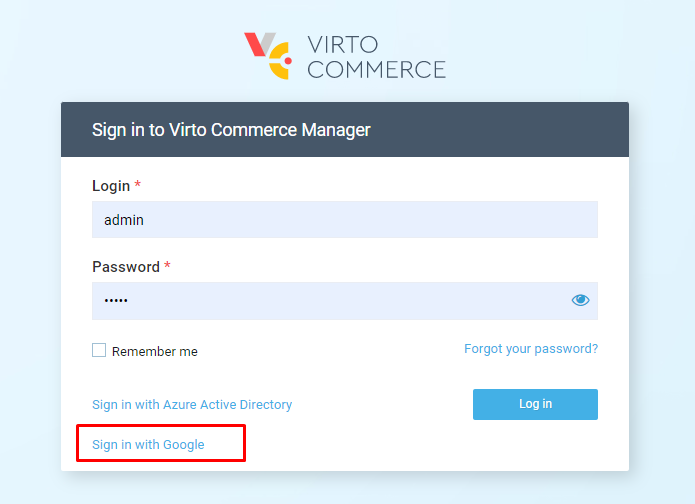 VIRTO
COMMERCE
Sign in to Virto Commerce Manager
Login *
admin
Password *
•••••
Remember me
Forgot your password?
Sign in with Azure Active Directory
Log in
Sign in with Google